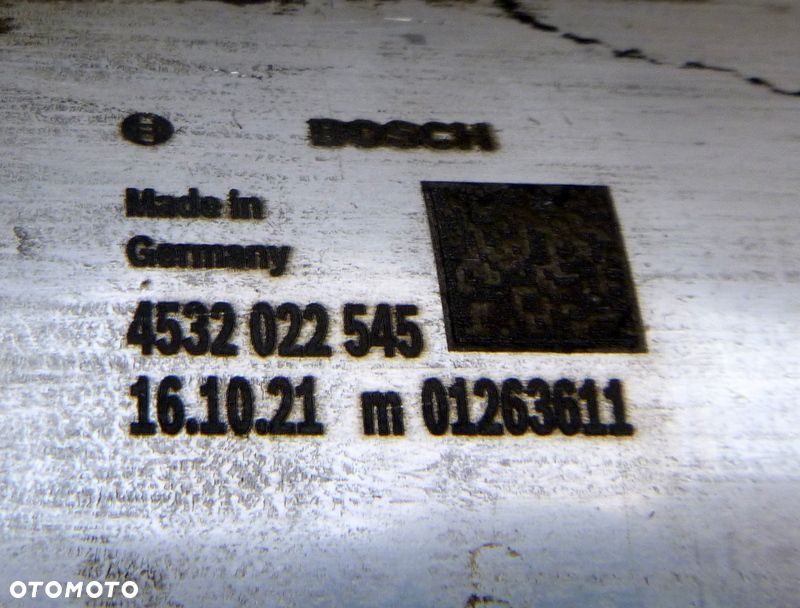 BOSCH
Made in
Germany
4532 022 545
16.10.21 m 01263611
OTOMOTO